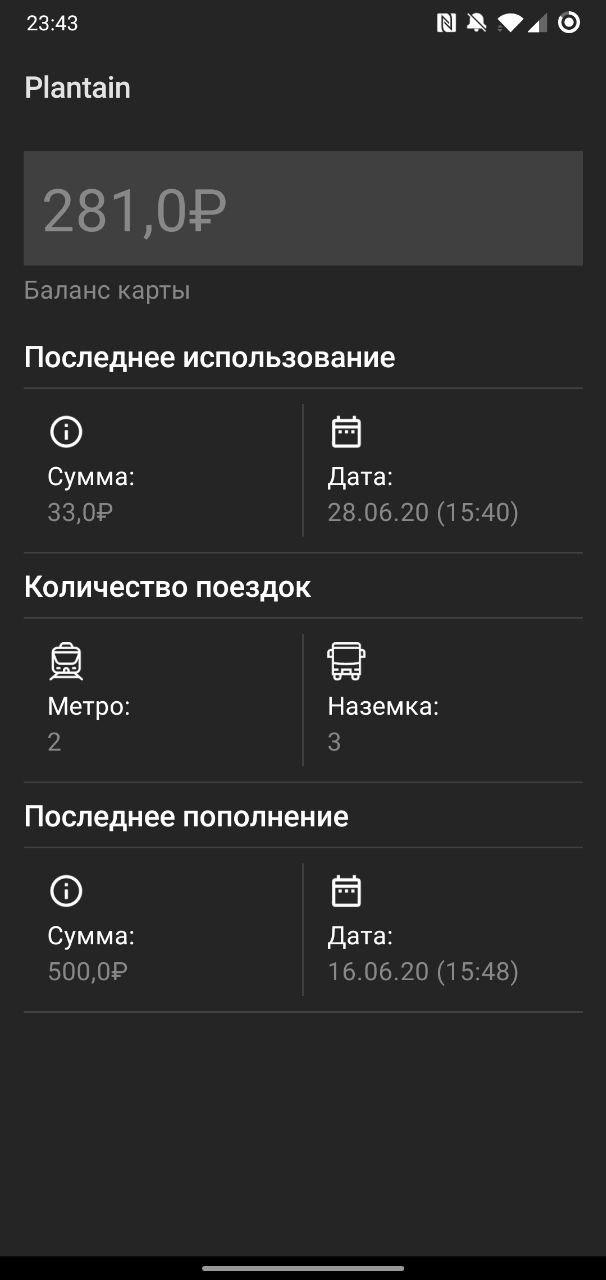 23:43
Plantain
281,0₽
Баланс карты
Последнее использование
Сумма:
33,0₽
Дата:
28.06.20 (15:40)
Количество поездок
Метро:
2
Наземка:
3
Последнее пополнение
Сумма:
500,0₽
Дата:
16.06.20 (15:48)